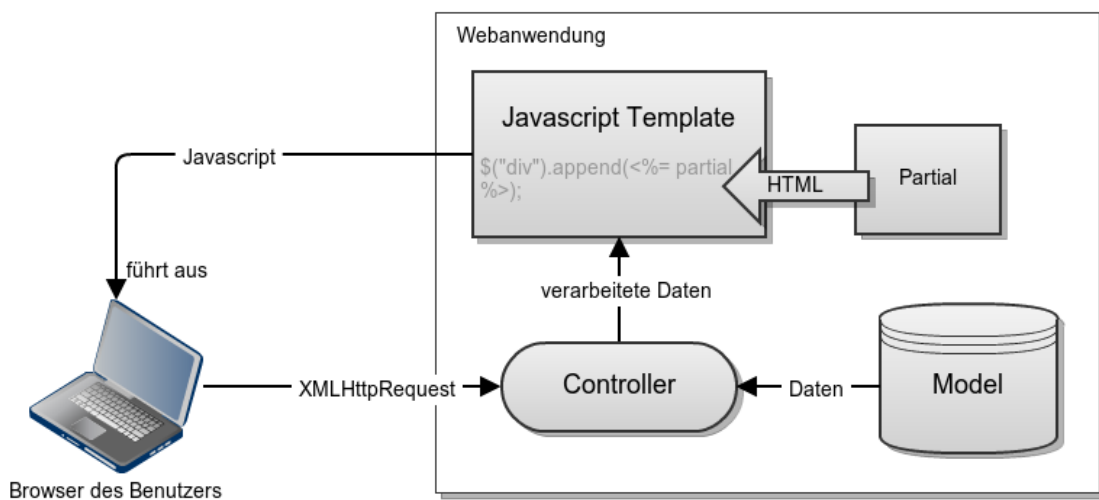 Webanwendung
Javascript Template
$("div").append(<%= partial
%>);
HTML
Partial
Javascript
führt aus
verarbeitete Daten
XMLHttpRequest
Controller
Daten
Model
Browser des Benutzers